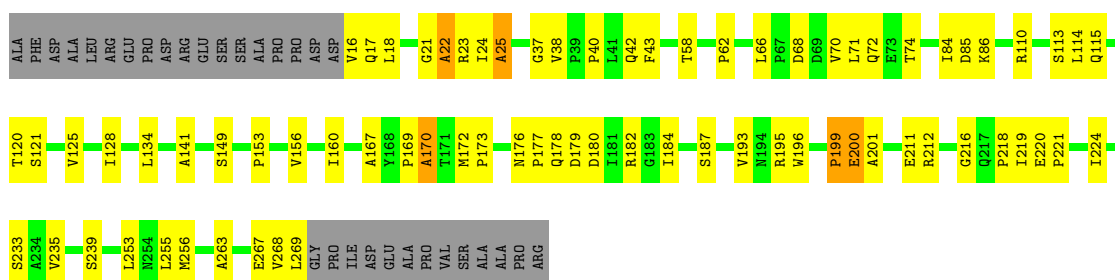 ALA PHE ASP ALA LEU ARG GLU PRO ASP ARG GLU SER SER ALA PRO PRO ASP ASP V16 Q17 L18 G21 A22 R23 I24 A25 G37 V38 P39 P40 L41 Q42 F43 T58 P62 L66 P67 D68 D69 V70 L71 Q72 E73 T74 I84 D85 K86 R110 S113 L114 Q115
T120 S121 V125 I128 L134 A141 S149 P153 V156 I160 A167 Y168 P169 A170 T171 M172 P173 N176 P177 Q178 D179 D180 I181 R182 G183 I184 S187 V193 N194 R195 W196 P199 E200 A201 E211 R212 G216 Q217 P218 I219 E220 P221 I224
S233 A234 V235 S239 L253 N254 L255 M256 A263 E267 V268 L269 GLY PRO ILE ASP GLU ALA PRO VAL SER ALA ALA PRO ARG